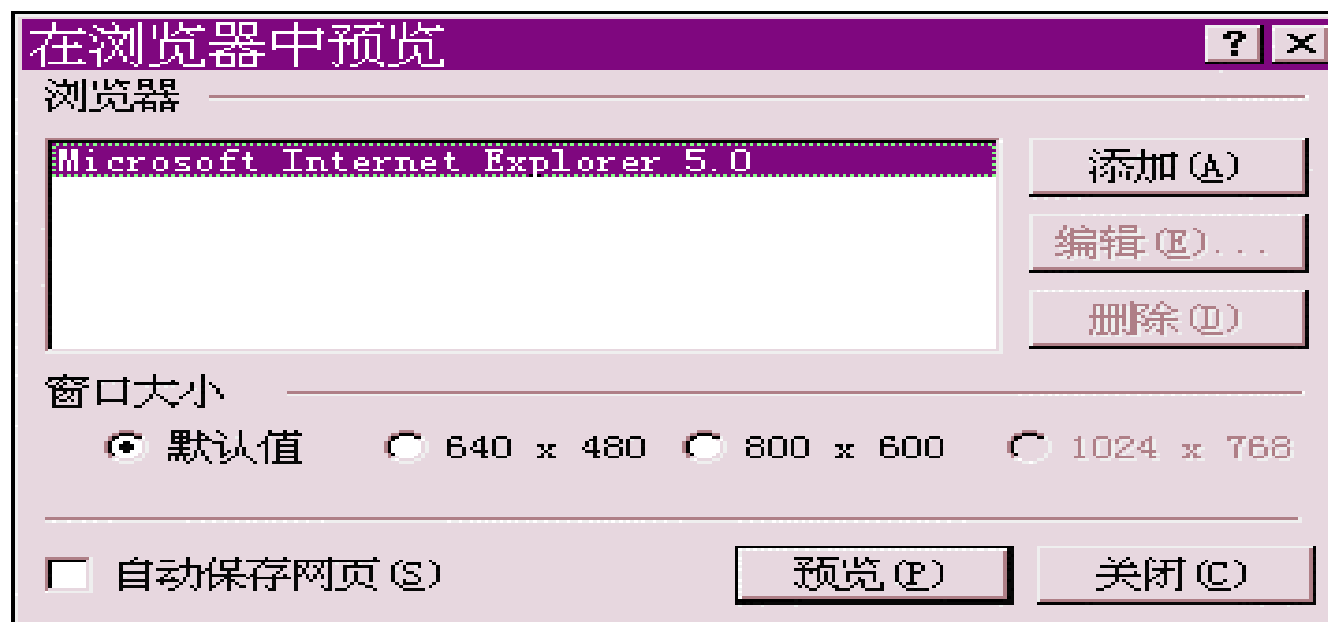 在浏览器中预览
浏览器
Microsoft Internet Explorer 5.0
添加(A)
编辑(E)...
删除(D)
窗口大小
默认值 640 x 480 800 x 600 1024 x 768
自动保存网页(S) 预览(P) 关闭(C)